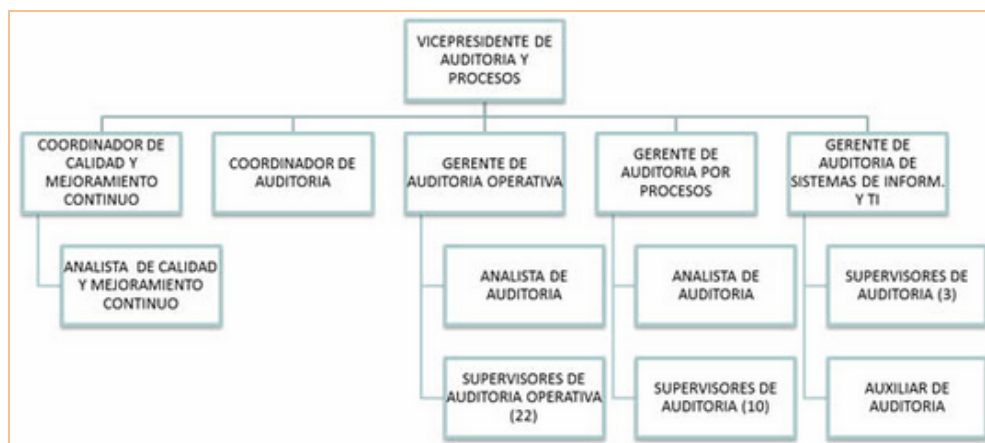 VICEPRESIDENTE DE
AUDITORIA Y
PROCESOS
COORDINADOR DE
CALIDAD Y
MEJORAMIENTO
CONTINUO
COORDINADOR DE
AUDITORIA
GERENTE DE
AUDITORIA OPERATIVA
GERENTE DE
AUDITORIA POR
PROCESOS
GERENTE DE
AUDITORIA DE
SISTEMAS DE INFORM.
Y TI
ANALISTA DE CALIDAD
Y MEJORAMIENTO
CONTINUO
ANALISTA DE
AUDITORIA
ANALISTA DE
AUDITORIA
SUPERVISORES DE
AUDITORIA (3)
SUPERVISORES DE
AUDITORIA OPERATIVA
(22)
SUPERVISORES DE
AUDITORIA (10)
AUXILIAR DE
AUDITORIA